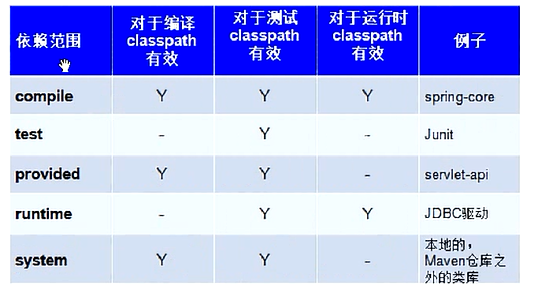 依赖范围 对于编译classpath有效 对于测试classpath有效 对于运行时classpath有效 例子
compile Y Y Y spring-core
test - Y - Junit
provided Y Y - servlet-api
runtime - Y Y JDBC驱动
system Y Y - 本地的，Maven仓库之外的类库